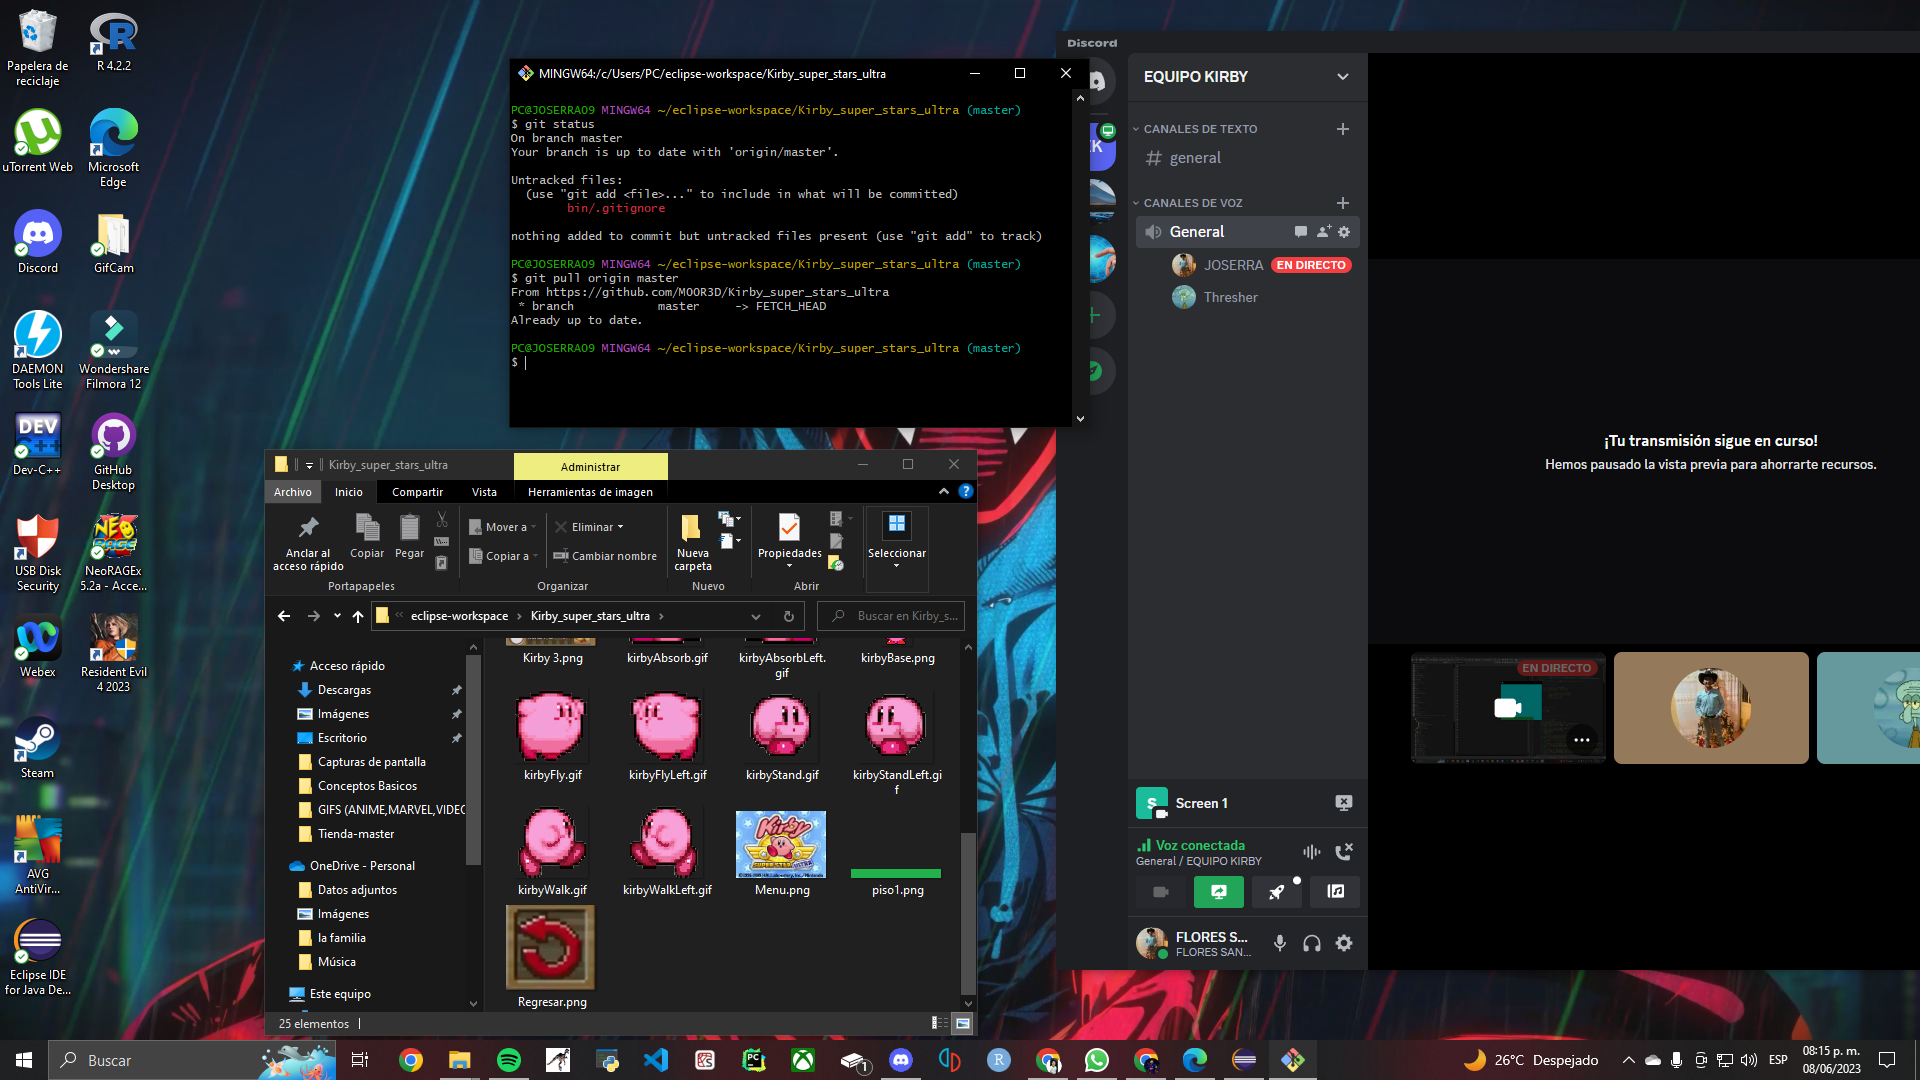 Papelera de
reciclaje
R 4.2.2
uTorrent Web
Microsoft
Edge
Discord
GifCam
DAEMON
Tools Lite
Wondershare
Filmora 12
DEV
C++
Dev-C++
GitHub
Desktop
USB Disk
Security
NEO
RAGE
NeoRAGEx
5.2a - Acce...
Webex
Resident Evil
4 2023
Steam
AVG
AntiVir...
Eclipse IDE
for Java De...
MINGW64:/c/Users/PC/eclipse-workspace/Kirby_super_stars_ultra
PC@JOSERRA09 MINGW64 ~/eclipse-workspace/Kirby_super_stars_ultra (master)
$ git status
On branch master
Your branch is up to date with 'origin/master'.
Untracked files:
(use "git add <file>..." to include in what will be committed)
bin/.gitignore
nothing added to commit but untracked files present (use "git add" to track)
PC@JOSERRA09 MINGW64 ~/eclipse-workspace/Kirby_super_stars_ultra (master)
$ git pull origin master
From https://github.com/MOOR3D/Kirby_super_stars_ultra
* branch master -> FETCH_HEAD
Already up to date.
PC@JOSERRA09 MINGW64 ~/eclipse-workspace/Kirby_super_stars_ultra (master)
$
Kirby_super_stars_ultra
Administrar
Archivo Inicio Compartir Vista Herramientas de imagen
Anclar al
acceso rápido
Copiar
Pegar
Mover a
Copiar a
Eliminar
Cambiar nombre
Nueva
carpeta
Propiedades
Seleccionar
Portapapeles
Organizar
Nuevo
Abrir
eclipse-workspace › Kirby_super_stars_ultra ›
Buscar en Kirby_s...
Acceso rápido
Descargas
Imágenes
Escritorio
Capturas de pantalla
Conceptos Basicos
GIFS (ANIME,MARVEL,VIDEO
Tienda-master
OneDrive - Personal
Datos adjuntos
Imágenes
la familia
Música
Este equipo
Kirby 3.png
kirbyAbsorb.gif
kirbyAbsorbLeft.
gif
kirbyBase.png
kirbyFly.gif
kirbyFlyLeft.gif
kirbyStand.gif
kirbyStandLeft.gi
f
Kirby
kirbyWalk.gif
kirbyWalkLeft.gif
Menu.png
piso1.png
Regresar.png
25 elementos
Discord
K
EQUIPO KIRBY
CANALES DE TEXTO
general
CANALES DE VOZ
General
JOSERRA EN DIRECTO
Thresher
¡Tu transmisión sigue en curso!
Hemos pausado la vista previa para ahorrarte recursos.
EN DIRECTO
S
Screen 1
Voz conectada
General / EQUIPO KIRBY
FLORES S...
FLORES SAN...
Buscar
1
26°C Despejado
ESP
08:15 p. m.
08/06/2023